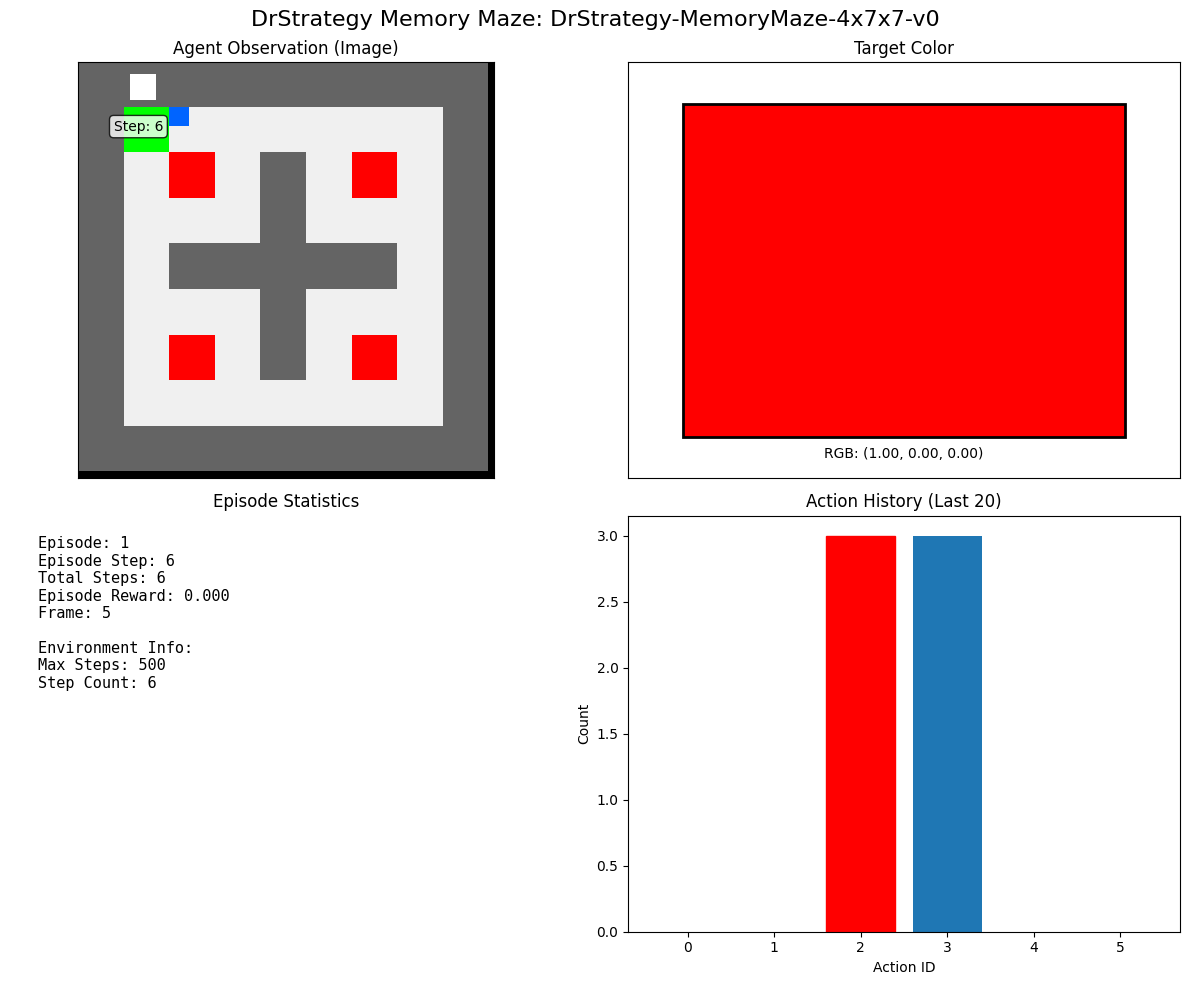 DrStrategy Memory Maze: DrStrategy-MemoryMaze-4x7x7-v0
Agent Observation (Image)
Target Color
Step: 6
RGB: (1.00, 0.00, 0.00)
Episode Statistics
Action History (Last 20)
Episode: 1
Episode Step: 6
Total Steps: 6
Episode Reward: 0.000
Frame: 5
Environment Info:
Max Steps: 500
Step Count: 6
3.0
2.5
2.0
1.5
1.0
0.5
0.0
Count
0 1 2 3 4 5
Action ID